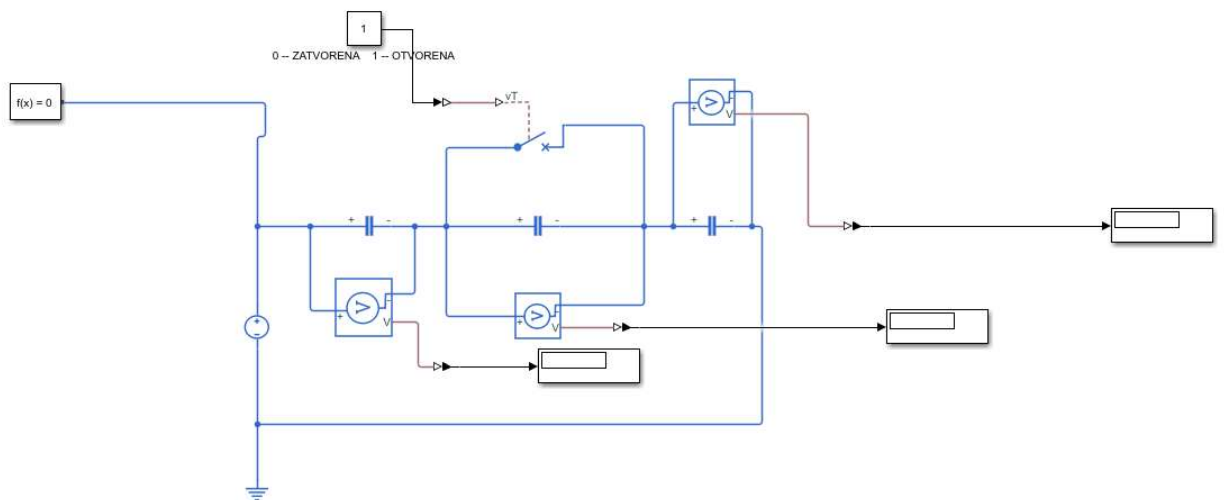 1
0 -- ZATVORENA 1 -- OTVORENA
f(x) = 0
vT
+ -
V
+ - + - + -
+ -
V
+ -
V
+
-